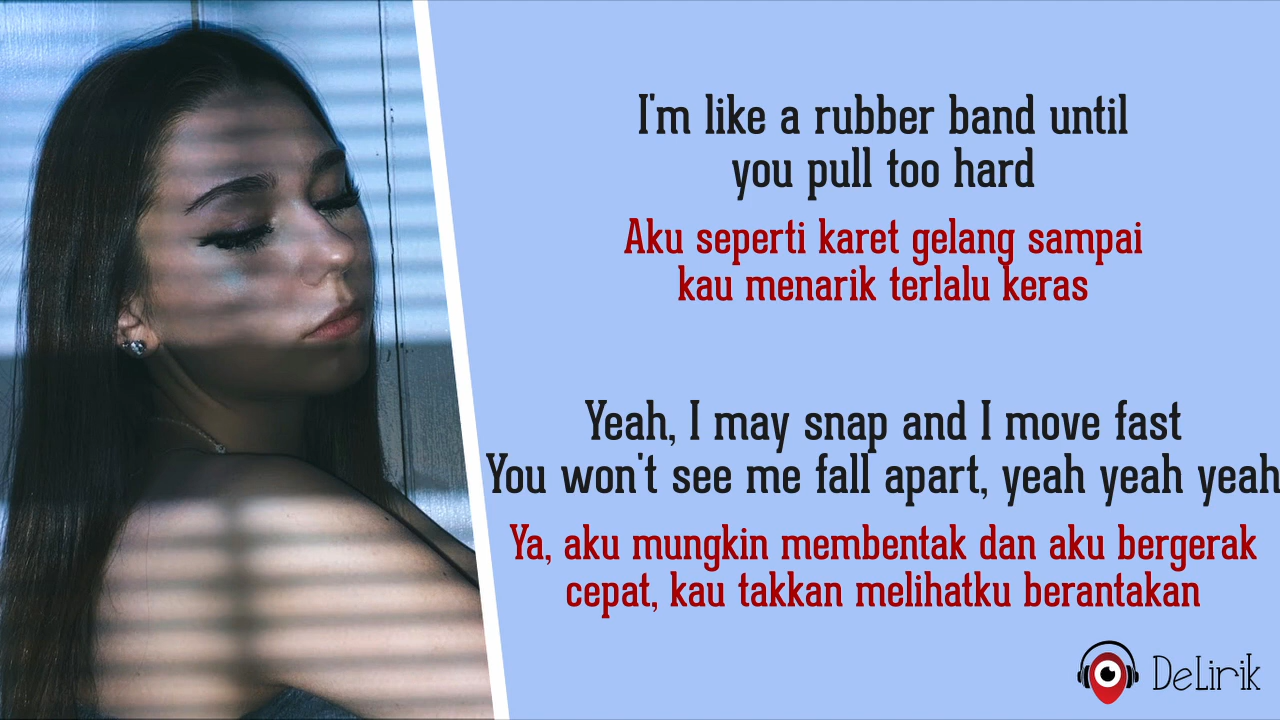 I'm like a rubber band until
you pull too hard
Aku seperti karet gelang sampai
kau menarik terlalu keras
Yeah, I may snap and I move fast
You won't see me fall apart, yeah yeah yeah
Ya, aku mungkin membentak dan aku bergerak
cepat, kau takkan melihatku berantakan
DeLirik